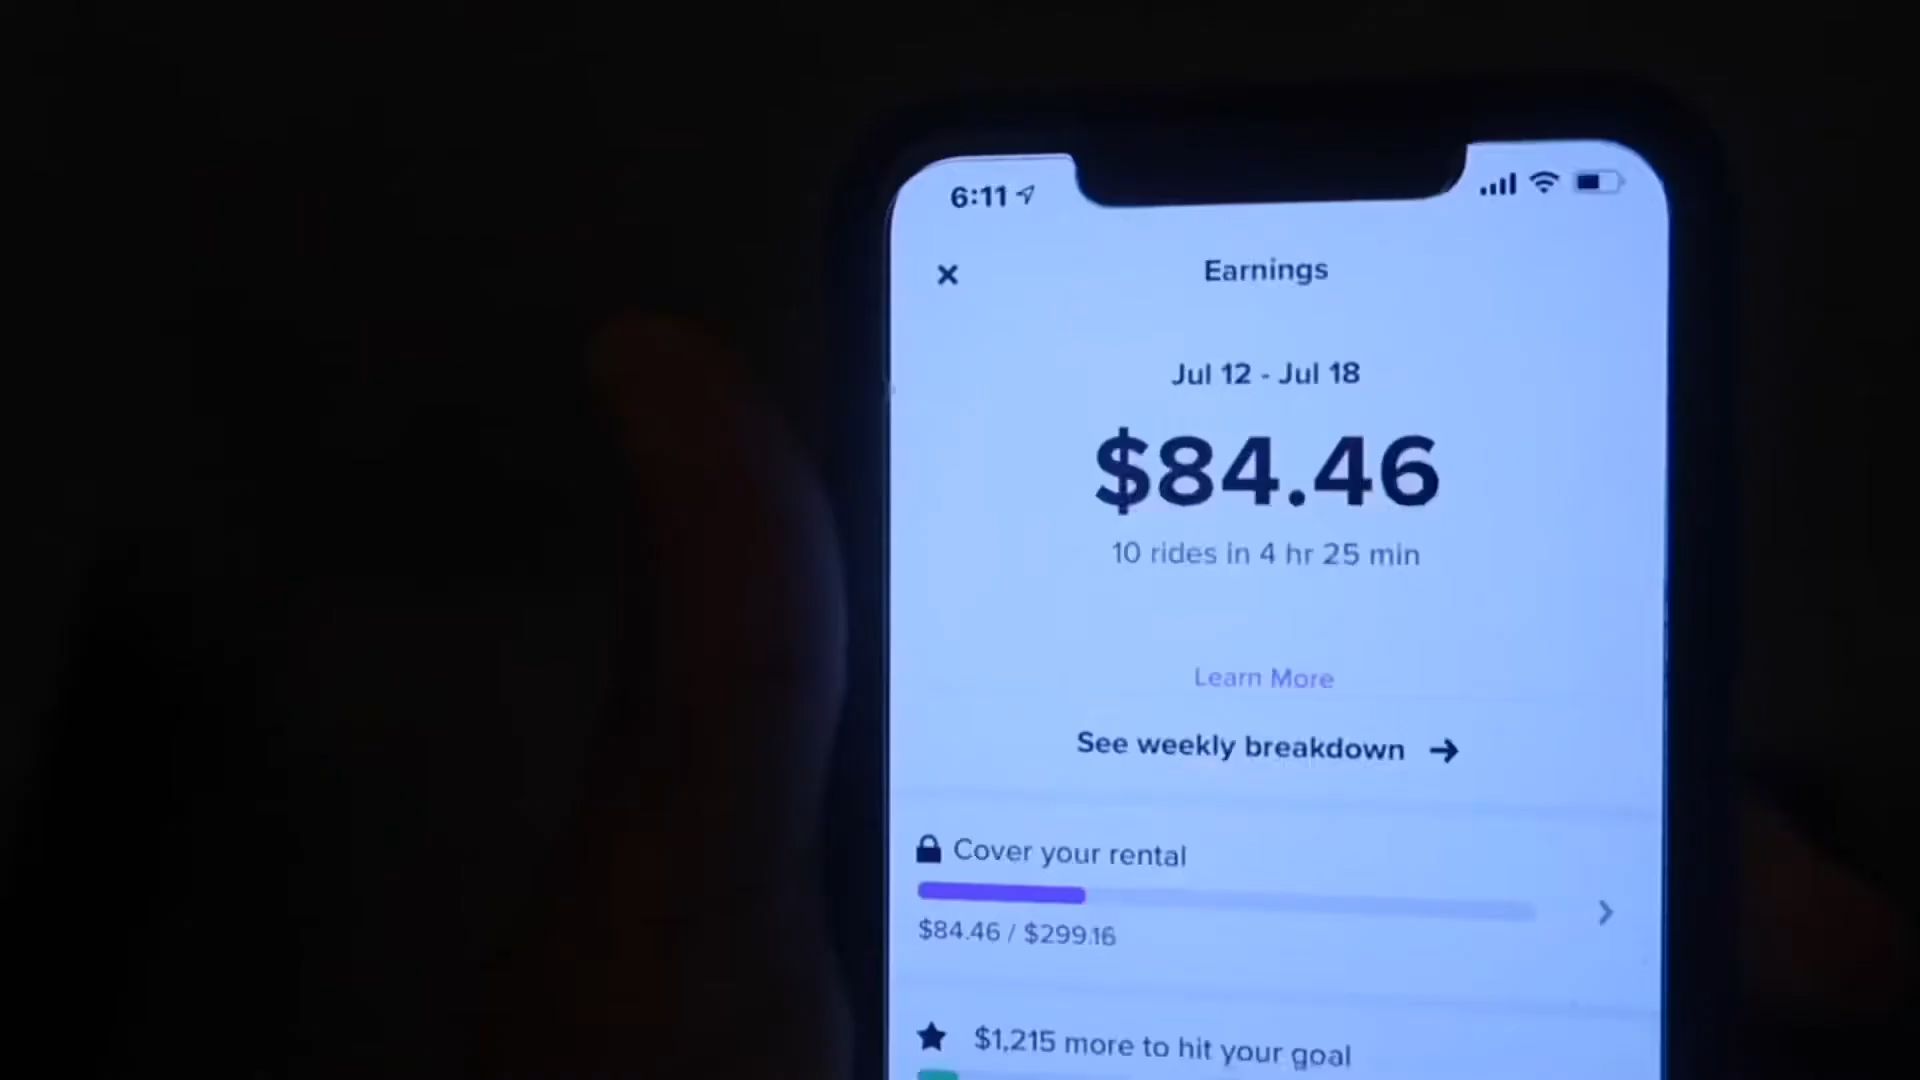 6:11
Earnings
Jul 12 - Jul 18
$84.46
10 rides in 4 hr 25 min
Learn More
See weekly breakdown →
Cover your rental
$84.46 / $299.16
$1,215 more to hit your goal